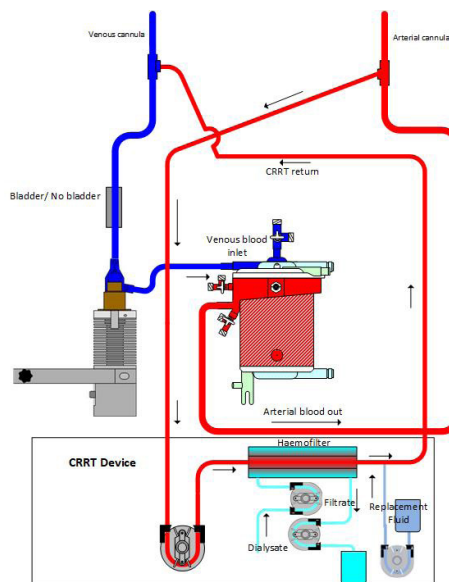 Venous cannula
Arterial cannula
CRRT return
Bladder/ No bladder
Venous blood
inlet
Arterial blood out
Haemofilter
CRRT Device
Filtrate
Replacement
Fluid
Dialysate